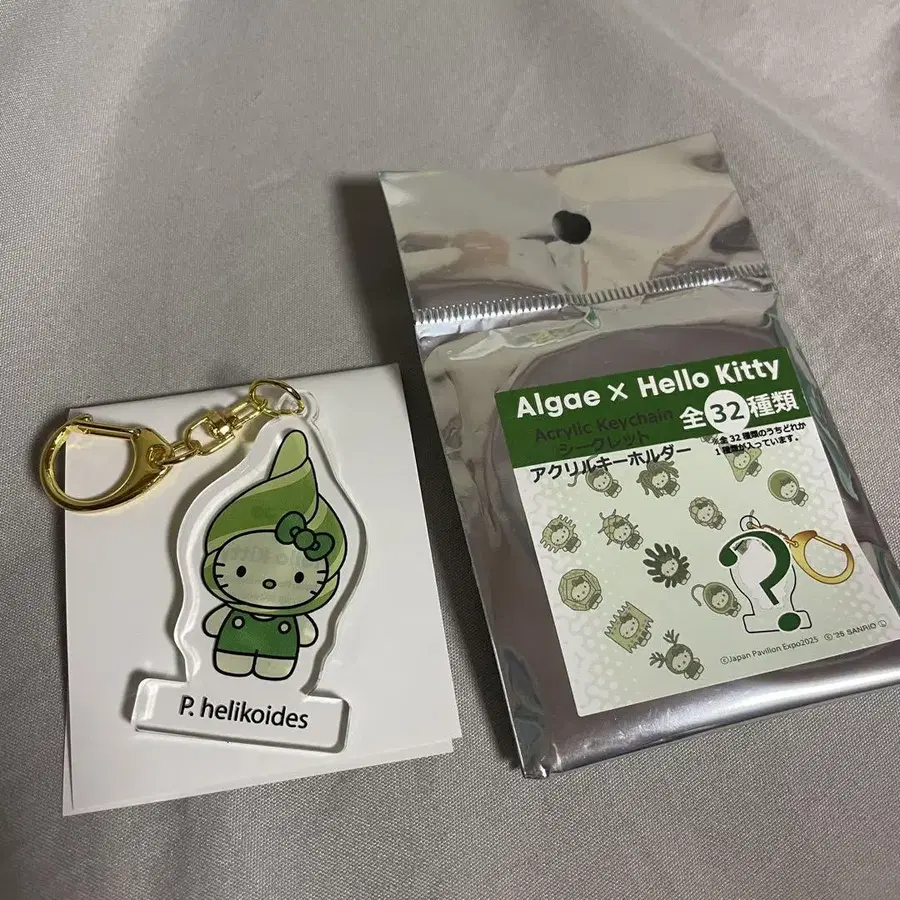 P. helikoides
Algae × Hello Kitty
Acrylic Keychain
シークレット
アクリルキーホルダー
全32種類
※全32種類のうちどれか
1種類が入っています。
?
©Japan Pavilion Expo2025 © '25 SANRIO Ⓛ